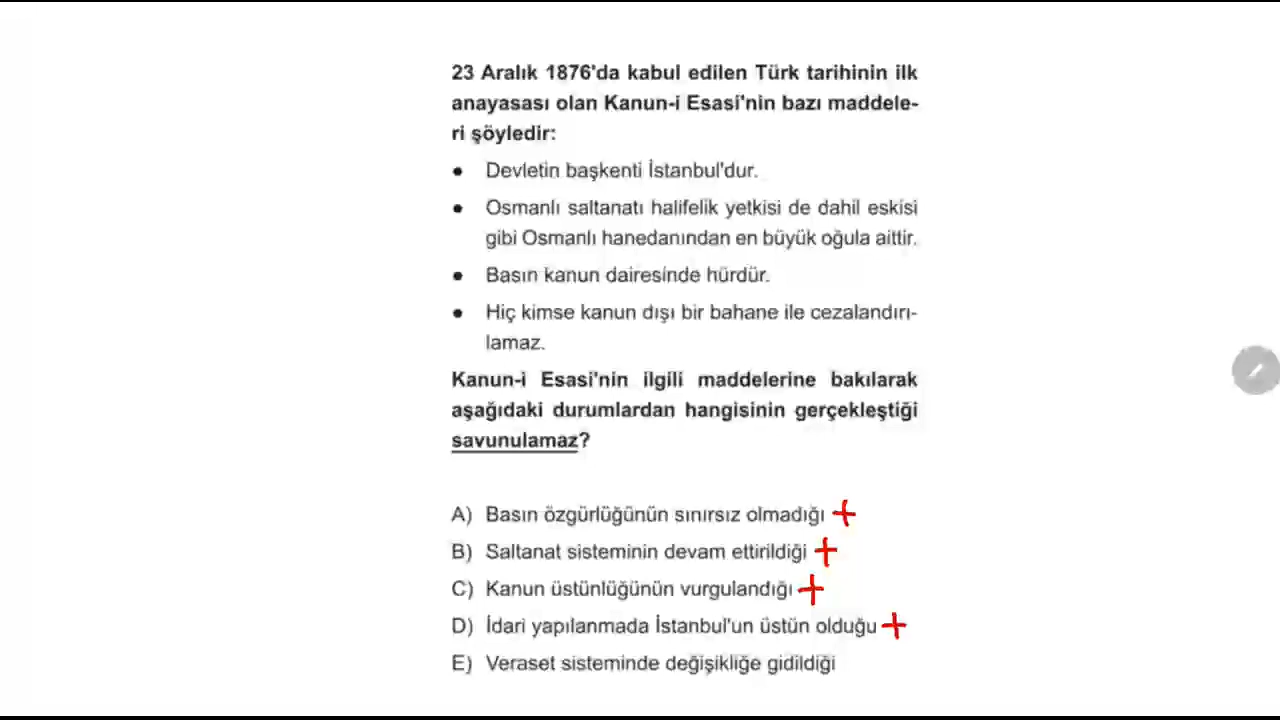 23 Aralık 1876'da kabul edilen Türk tarihinin ilk
anayasası olan Kanun-i Esasi'nin bazı maddele-
ri şöyledir:
• Devletin başkenti İstanbul'dur.
• Osmanlı saltanatı halifelik yetkisi de dahil eskisi
gibi Osmanlı hanedanından en büyük oğula aittir.
• Basın kanun dairesinde hürdür.
• Hiç kimse kanun dışı bir bahane ile cezalandırı-
lamaz.
Kanun-i Esasi'nin ilgili maddelerine bakılarak
aşağıdaki durumlardan hangisinin gerçekleştiği
savunulamaz?
A) Basın özgürlüğünün sınırsız olmadığı +
B) Saltanat sisteminin devam ettirildiği +
C) Kanun üstünlüğünün vurgulandığı +
D) İdari yapılanmada İstanbul'un üstün olduğu +
E) Veraset sisteminde değişikliğe gidildiği